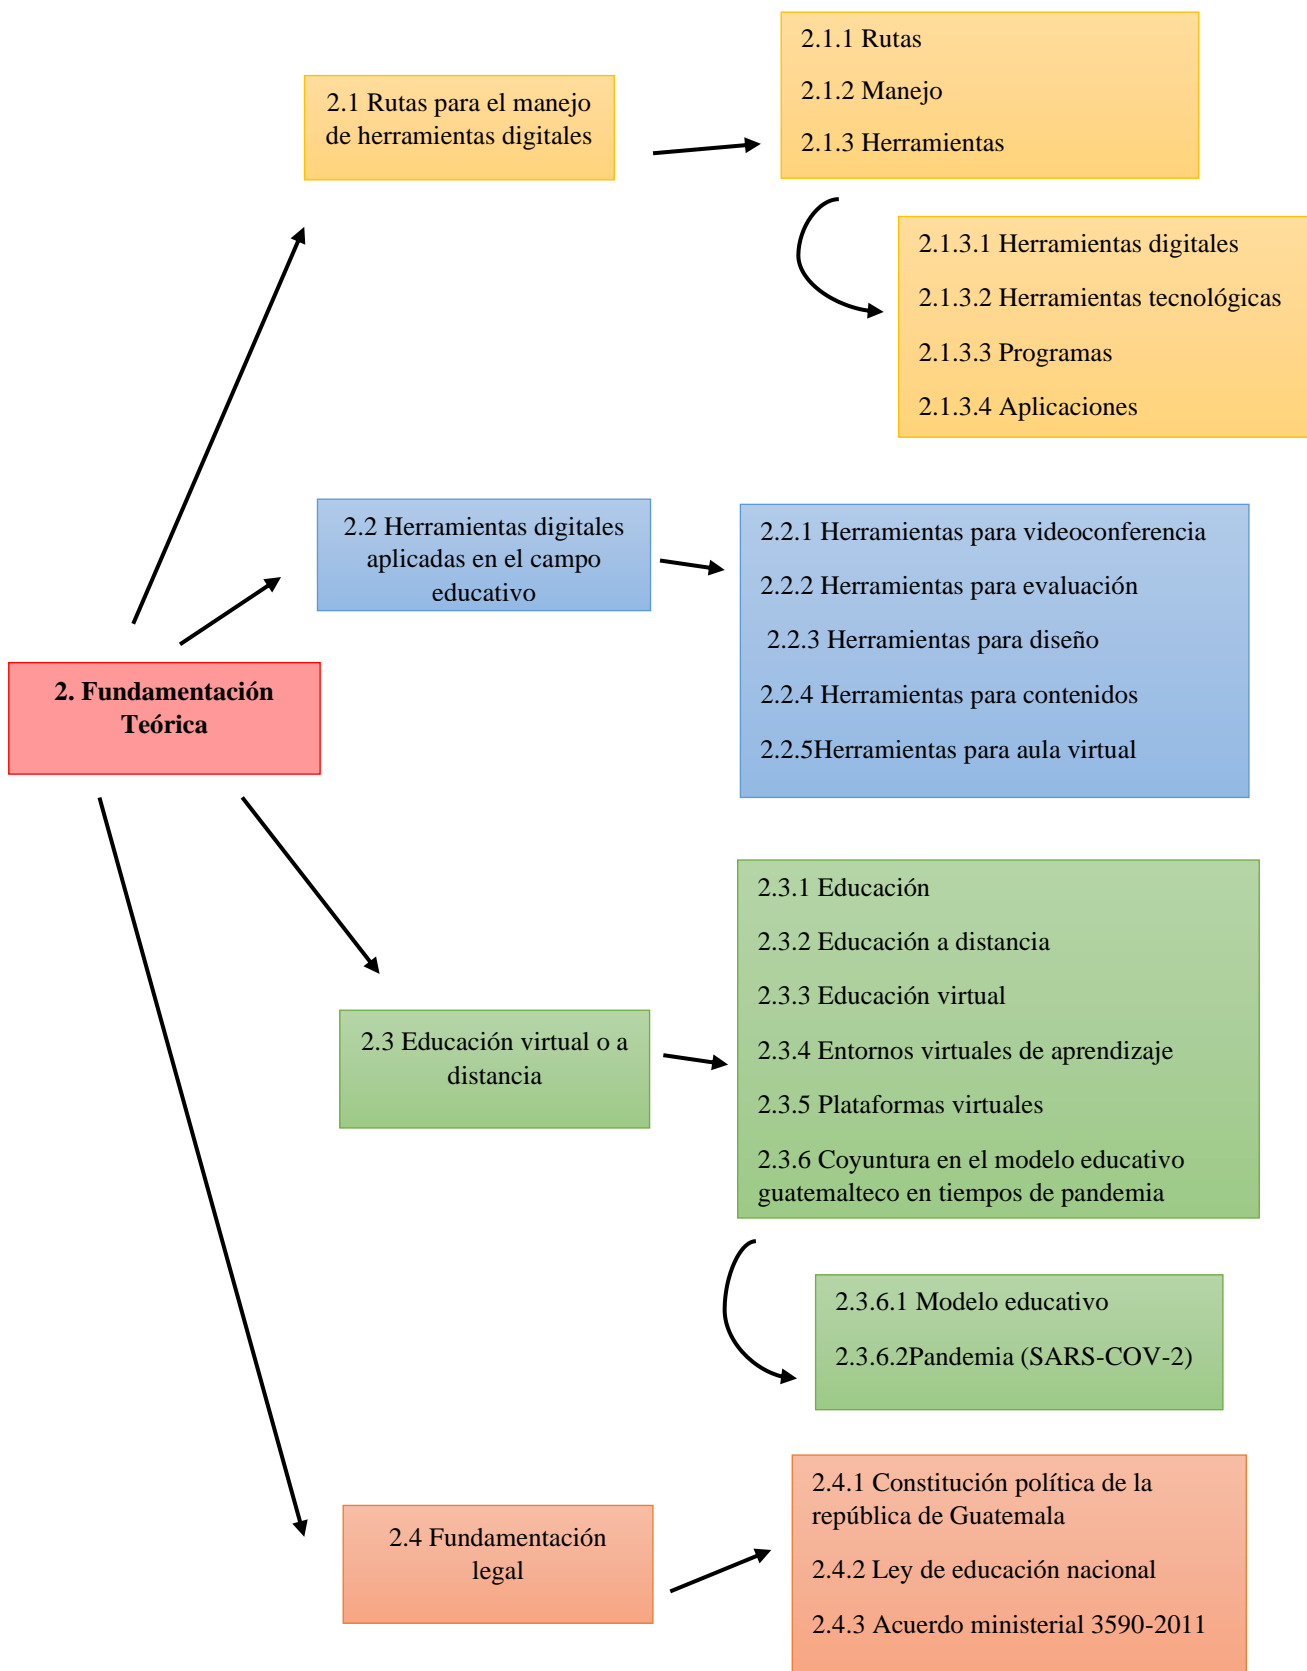 2.1 Rutas para el manejo
de herramientas digitales
2.1.1 Rutas
2.1.2 Manejo
2.1.3 Herramientas
2.1.3.1 Herramientas digitales
2.1.3.2 Herramientas tecnológicas
2.1.3.3 Programas
2.1.3.4 Aplicaciones
2.2 Herramientas digitales
aplicadas en el campo
educativo
2.2.1 Herramientas para videoconferencia
2.2.2 Herramientas para evaluación
2.2.3 Herramientas para diseño
2.2.4 Herramientas para contenidos
2.2.5Herramientas para aula virtual
2. Fundamentación
Teórica
2.3 Educación virtual o a
distancia
2.3.1 Educación
2.3.2 Educación a distancia
2.3.3 Educación virtual
2.3.4 Entornos virtuales de aprendizaje
2.3.5 Plataformas virtuales
2.3.6 Coyuntura en el modelo educativo
guatemalteco en tiempos de pandemia
2.3.6.1 Modelo educativo
2.3.6.2Pandemia (SARS-COV-2)
2.4 Fundamentación
legal
2.4.1 Constitución política de la
república de Guatemala
2.4.2 Ley de educación nacional
2.4.3 Acuerdo ministerial 3590-2011